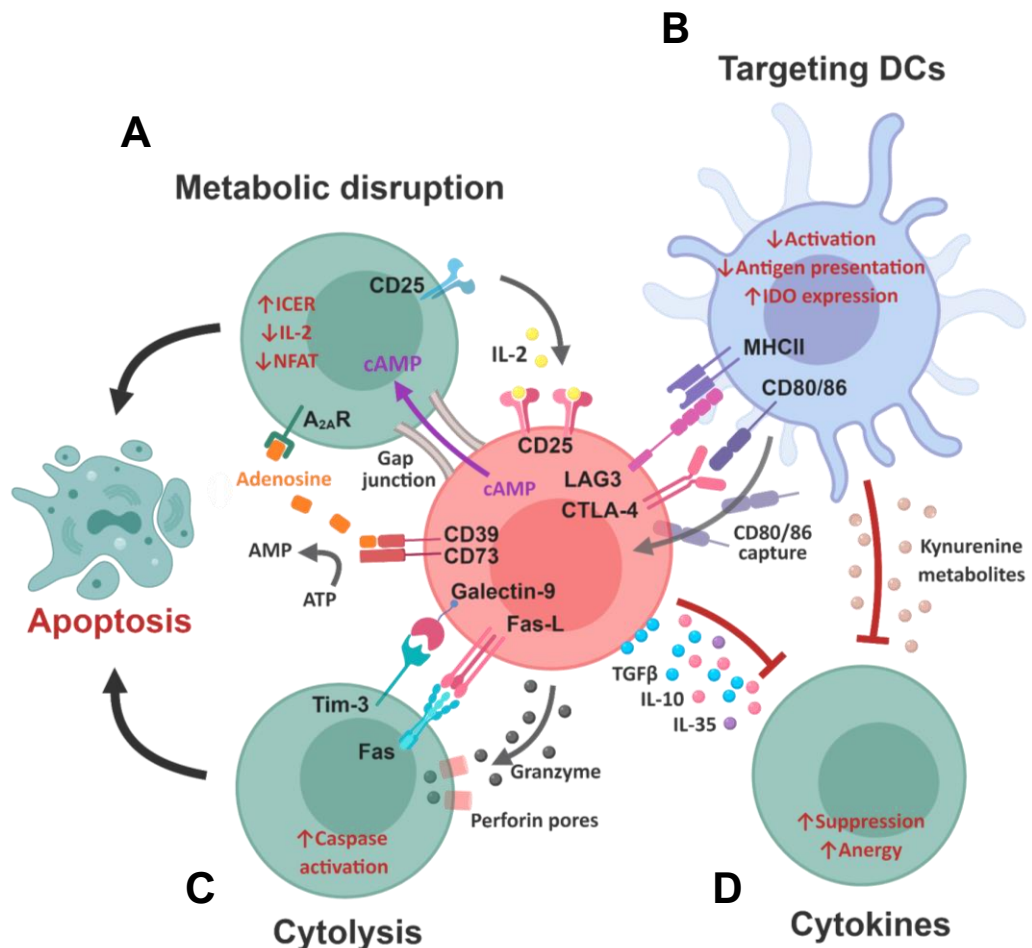 A
Metabolic disruption
CD25
↑ICER
↓IL-2
↓NFAT
cAMP
A₂AR
Adenosine
Gap
junction
cAMP
IL-2
CD25
B
Targeting DCs
↓Activation
↓Antigen presentation
↑IDO expression
MHCII
CD80/86
LAG3
CTLA-4
CD80/86
capture
Kynurenine
metabolites
CD39
CD73
AMP
ATP
Galectin-9
Fas-L
Apoptosis
Tim-3
Fas
Granzyme
Perforin pores
↑Caspase
activation
C
Cytolysis
TGFβ
IL-10
IL-35
↑Suppression
↑Anergy
D
Cytokines